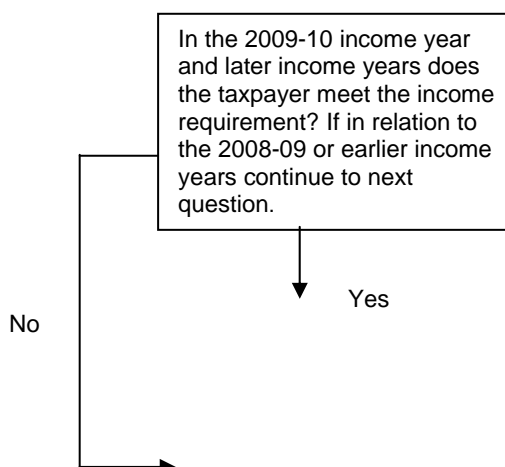 In the 2009-10 income year
and later income years does
the taxpayer meet the income
requirement? If in relation to
the 2008-09 or earlier income
years continue to next
question.
Yes
No